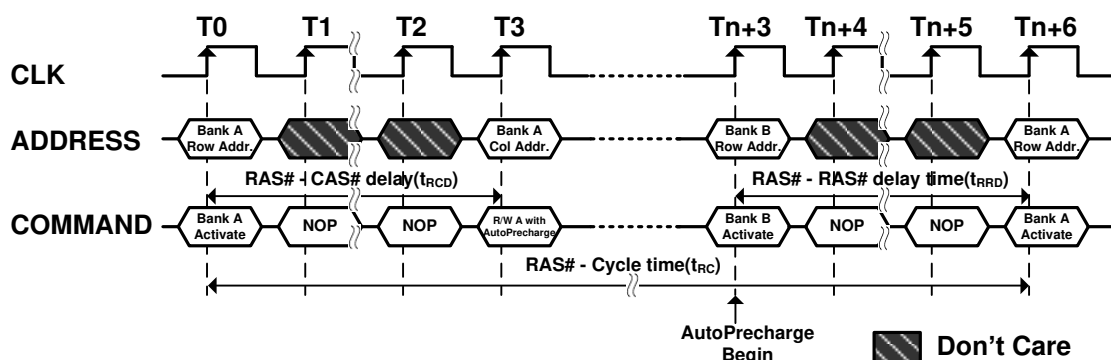 T0 T1 T2 T3 Tn+3 Tn+4 Tn+5 Tn+6
CLK
ADDRESS
Bank A
Row Addr.
Bank A
Col Addr.
Bank B
Row Addr.
Bank A
Row Addr.
RAS# - CAS# delay(tRCD)
RAS# - RAS# delay time(tRRD)
COMMAND
Bank A
Activate
NOP
NOP
R/W A with
AutoPrecharge
Bank B
Activate
NOP
NOP
Bank A
Activate
RAS# - Cycle time(tRC)
AutoPrecharge
Begin
Don't Care